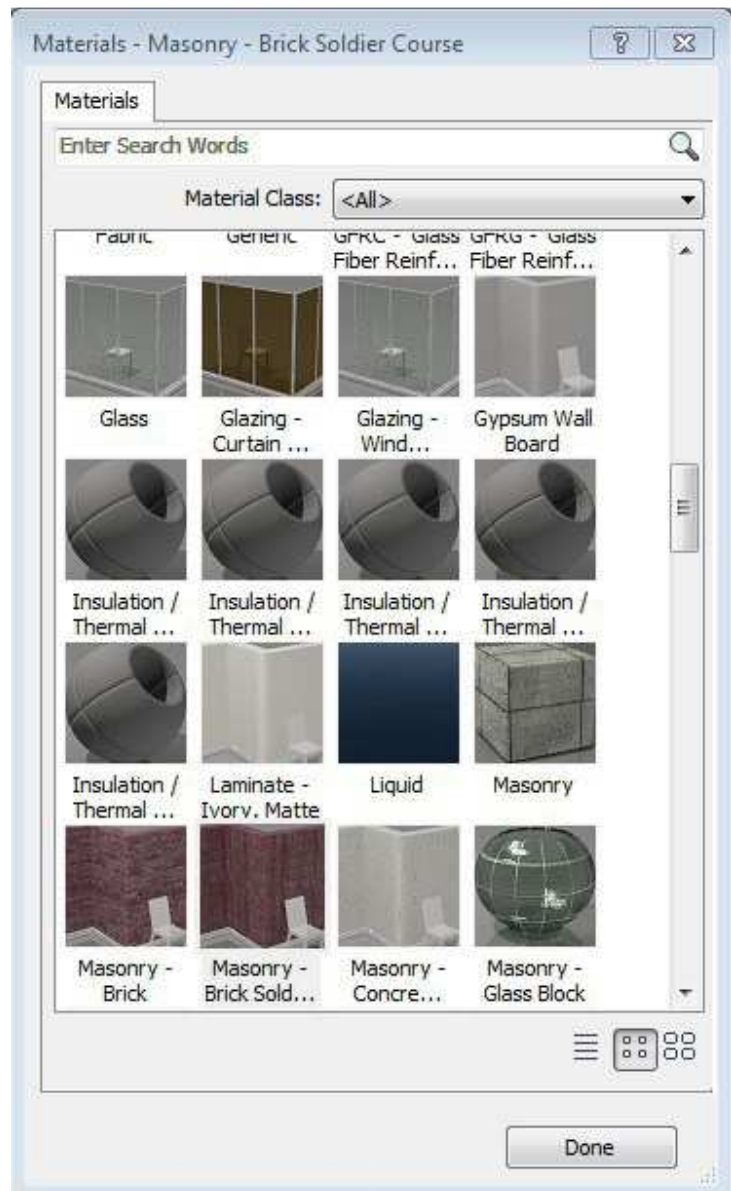 Materials - Masonry - Brick Soldier Course
Materials
Enter Search Words
Material Class: <All>
Fabric Generic GFRC - Glass GFRG - Glass
Fiber Reinf... Fiber Reinf...
Glass Glazing - Glazing - Gypsum Wall
Curtain ... Wind... Board
Insulation / Insulation / Insulation / Insulation /
Thermal ... Thermal ... Thermal ... Thermal ...
Insulation / Laminate - Liquid Masonry
Thermal ... Ivory, Matte
Masonry - Masonry - Masonry - Masonry -
Brick Brick Sold... Concre... Glass Block
Done